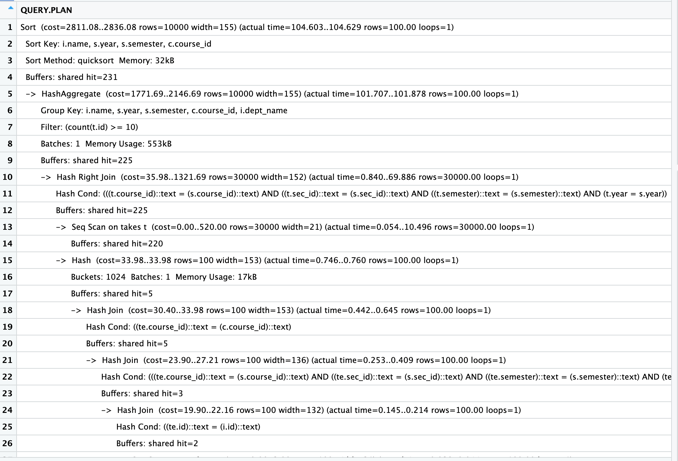 QUERY.PLAN
1 Sort (cost=2811.08..2836.08 rows=10000 width=155) (actual time=104.603..104.629 rows=100.00 loops=1)
2 Sort Key: i.name, s.year, s.semester, c.course_id
3 Sort Method: quicksort Memory: 32kB
4 Buffers: shared hit=231
5 -> HashAggregate (cost=1771.69..2146.69 rows=10000 width=155) (actual time=101.707..101.878 rows=100.00 loops=1)
6 Group Key: i.name, s.year, s.semester, c.course_id, i.dept_name
7 Filter: (count(t.id) >= 10)
8 Batches: 1 Memory Usage: 553kB
9 Buffers: shared hit=225
10 -> Hash Right Join (cost=35.98..1321.69 rows=30000 width=152) (actual time=0.840..69.886 rows=30000.00 loops=1)
11 Hash Cond: (((t.course_id)::text = (s.course_id)::text) AND ((t.sec_id)::text = (s.sec_id)::text) AND ((t.semester)::text = (s.semester)::text) AND (t.year = s.year))
12 Buffers: shared hit=225
13 -> Seq Scan on takes t (cost=0.00..520.00 rows=30000 width=21) (actual time=0.054..10.496 rows=30000.00 loops=1)
14 Buffers: shared hit=220
15 -> Hash (cost=33.98..33.98 rows=100 width=153) (actual time=0.746..0.760 rows=100.00 loops=1)
16 Buckets: 1024 Batches: 1 Memory Usage: 17kB
17 Buffers: shared hit=5
18 -> Hash Join (cost=30.40..33.98 rows=100 width=153) (actual time=0.442..0.645 rows=100.00 loops=1)
19 Hash Cond: ((te.course_id)::text = (c.course_id)::text)
20 Buffers: shared hit=5
21 -> Hash Join (cost=23.90..27.21 rows=100 width=136) (actual time=0.253..0.409 rows=100.00 loops=1)
22 Hash Cond: (((te.course_id)::text = (s.course_id)::text) AND ((te.sec_id)::text = (s.sec_id)::text) AND ((te.semester)::text = (s.semester)::text) AND (te
23 Buffers: shared hit=3
24 -> Hash Join (cost=19.90..22.16 rows=100 width=132) (actual time=0.145..0.214 rows=100.00 loops=1)
25 Hash Cond: ((te.id)::text = (i.id)::text)
26 Buffers: shared hit=2